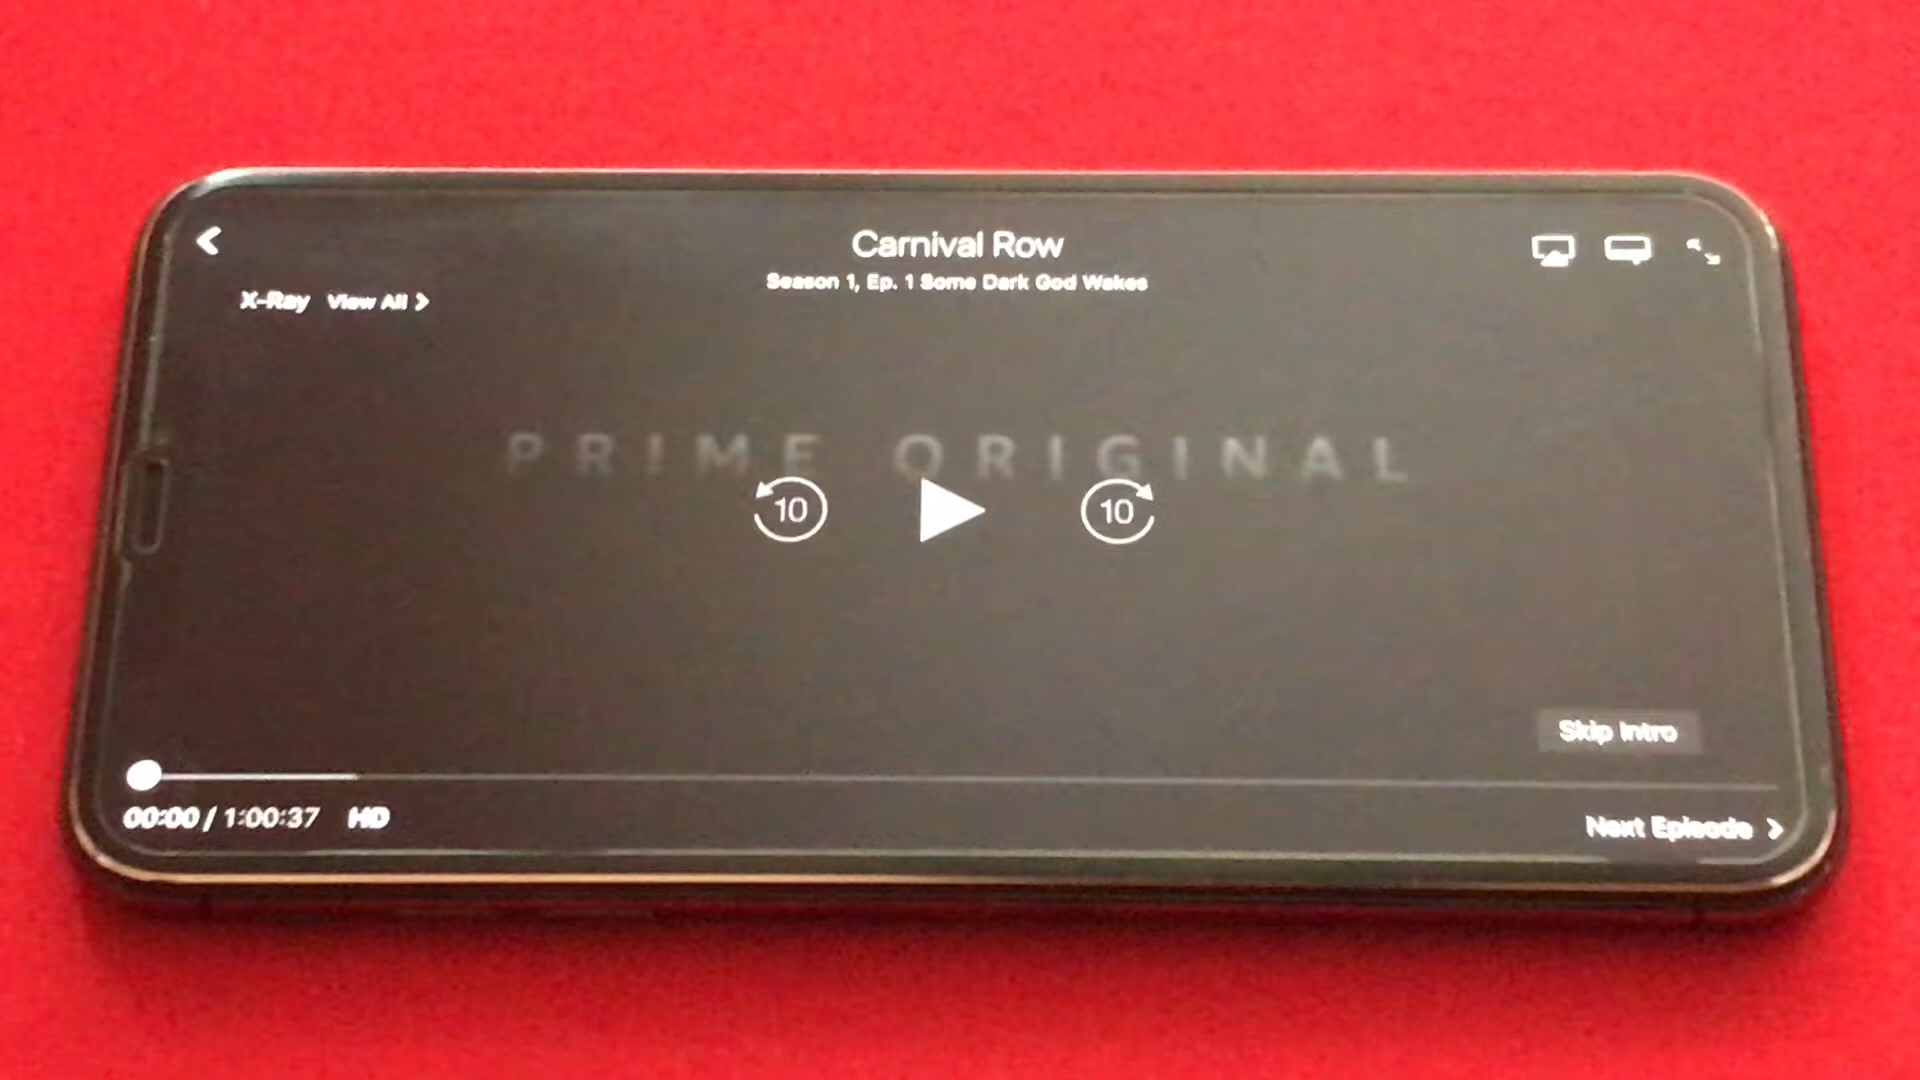 Carnival Row
Season 1, Ep. 1 Some Dark God Wakes
X-Ray View All
PRIME ORIGINAL
10 10
Skip Intro
00:00 / 1:00:37 HD
Next Episode